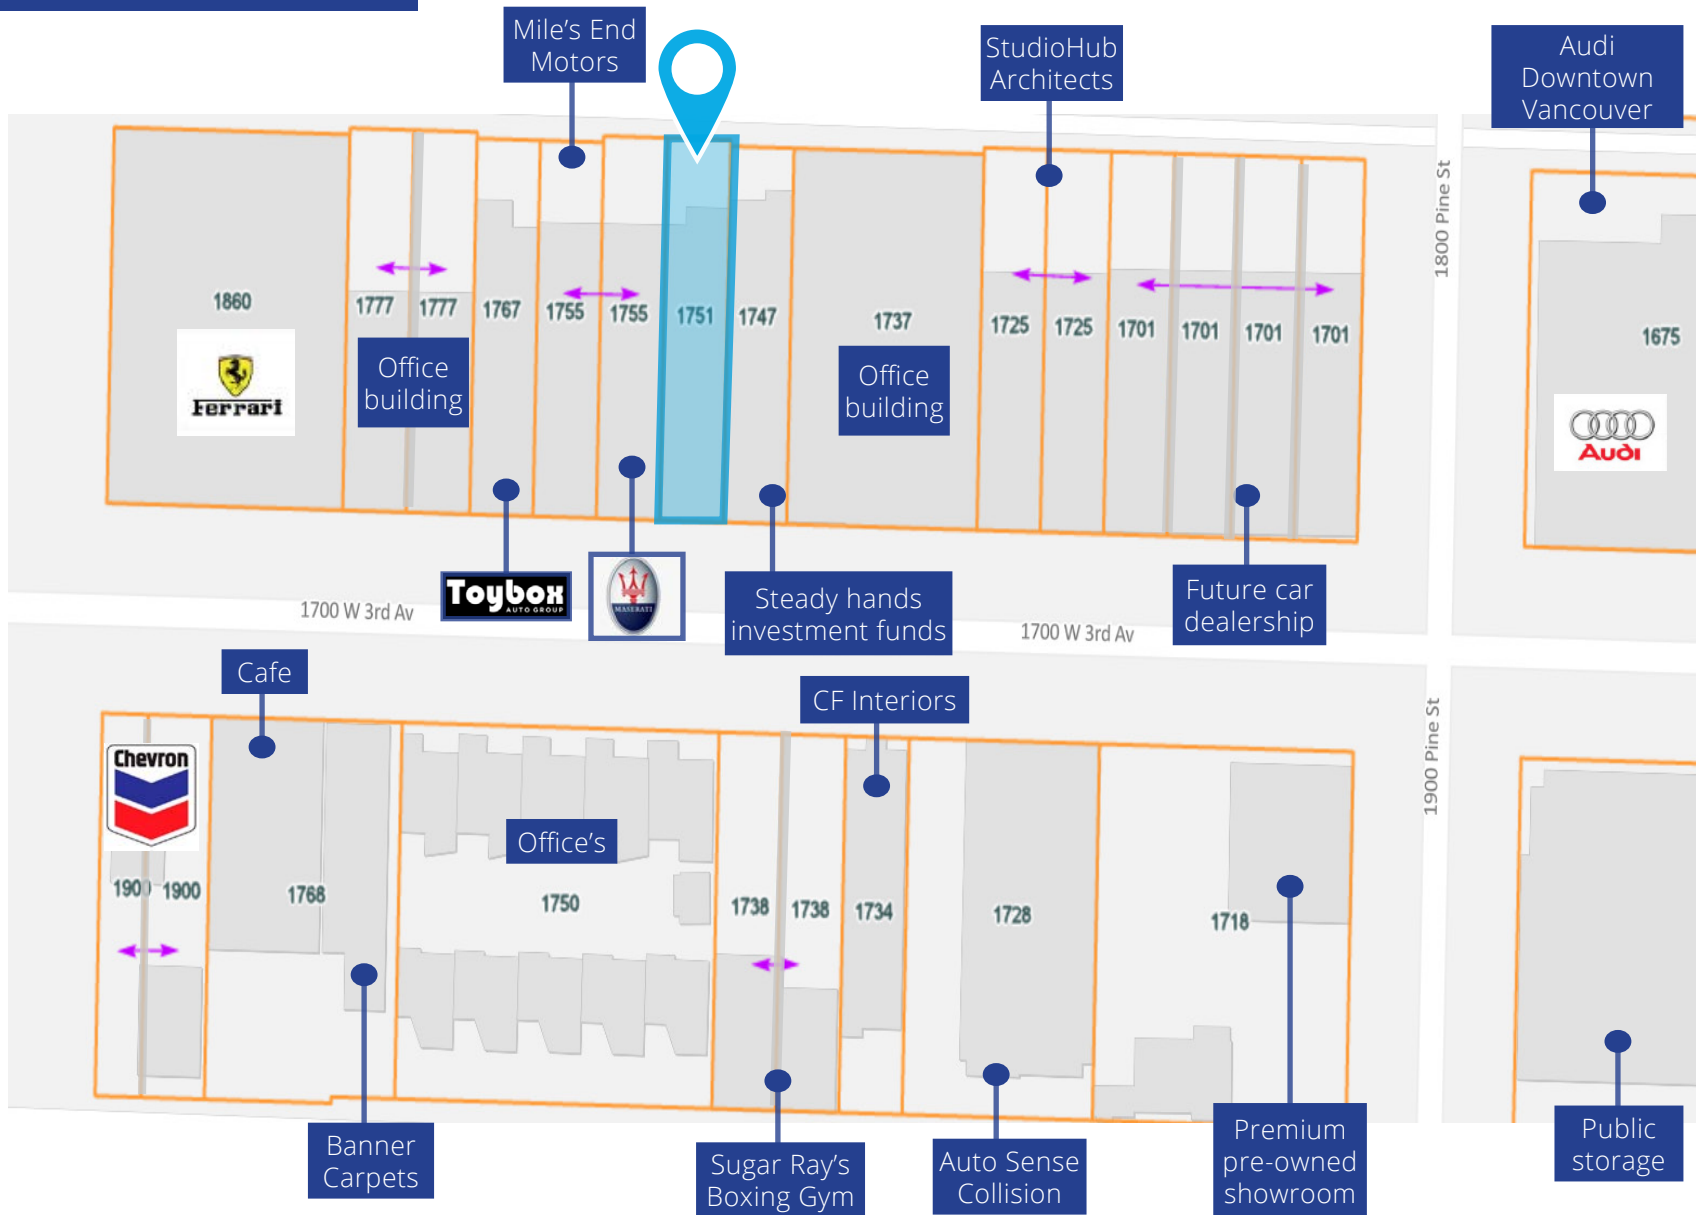 Mile's End
Motors
StudioHub
Architects
Audi
Downtown
Vancouver
1800 Pine St
1860
1777
1777
1767
1755
1755
1751
1747
1737
1725
1725
1701
1701
1701
1701
1675
Ferrari
Office
building
Office
building
Audi
Toybox
AUTO GROUP
MASERATI
Steady hands
investment funds
Future car
dealership
1700 W 3rd Av
1700 W 3rd Av
Cafe
CF Interiors
1900 Pine St
Chevron
Office's
1900
1900
1768
1750
1738
1738
1734
1728
1718
Banner
Carpets
Sugar Ray's
Boxing Gym
Auto Sense
Collision
Premium
pre-owned
showroom
Public
storage